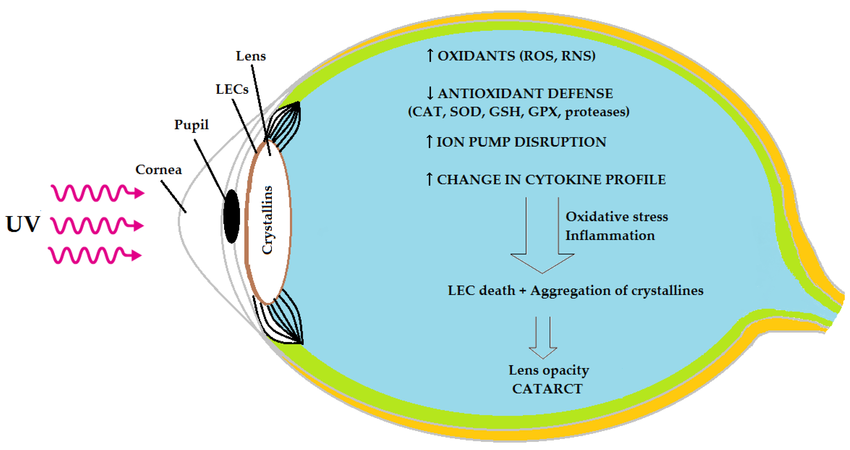 Lens
LECs
Pupil
Cornea
UV
Crystallins
↑ OXIDANTS (ROS, RNS)
↓ ANTIOXIDANT DEFENSE
(CAT, SOD, GSH, GPX, proteases)
↑ ION PUMP DISRUPTION
↑ CHANGE IN CYTOKINE PROFILE
Oxidative stress
Inflammation
LEC death + Aggregation of crystallines
Lens opacity
CATARCT